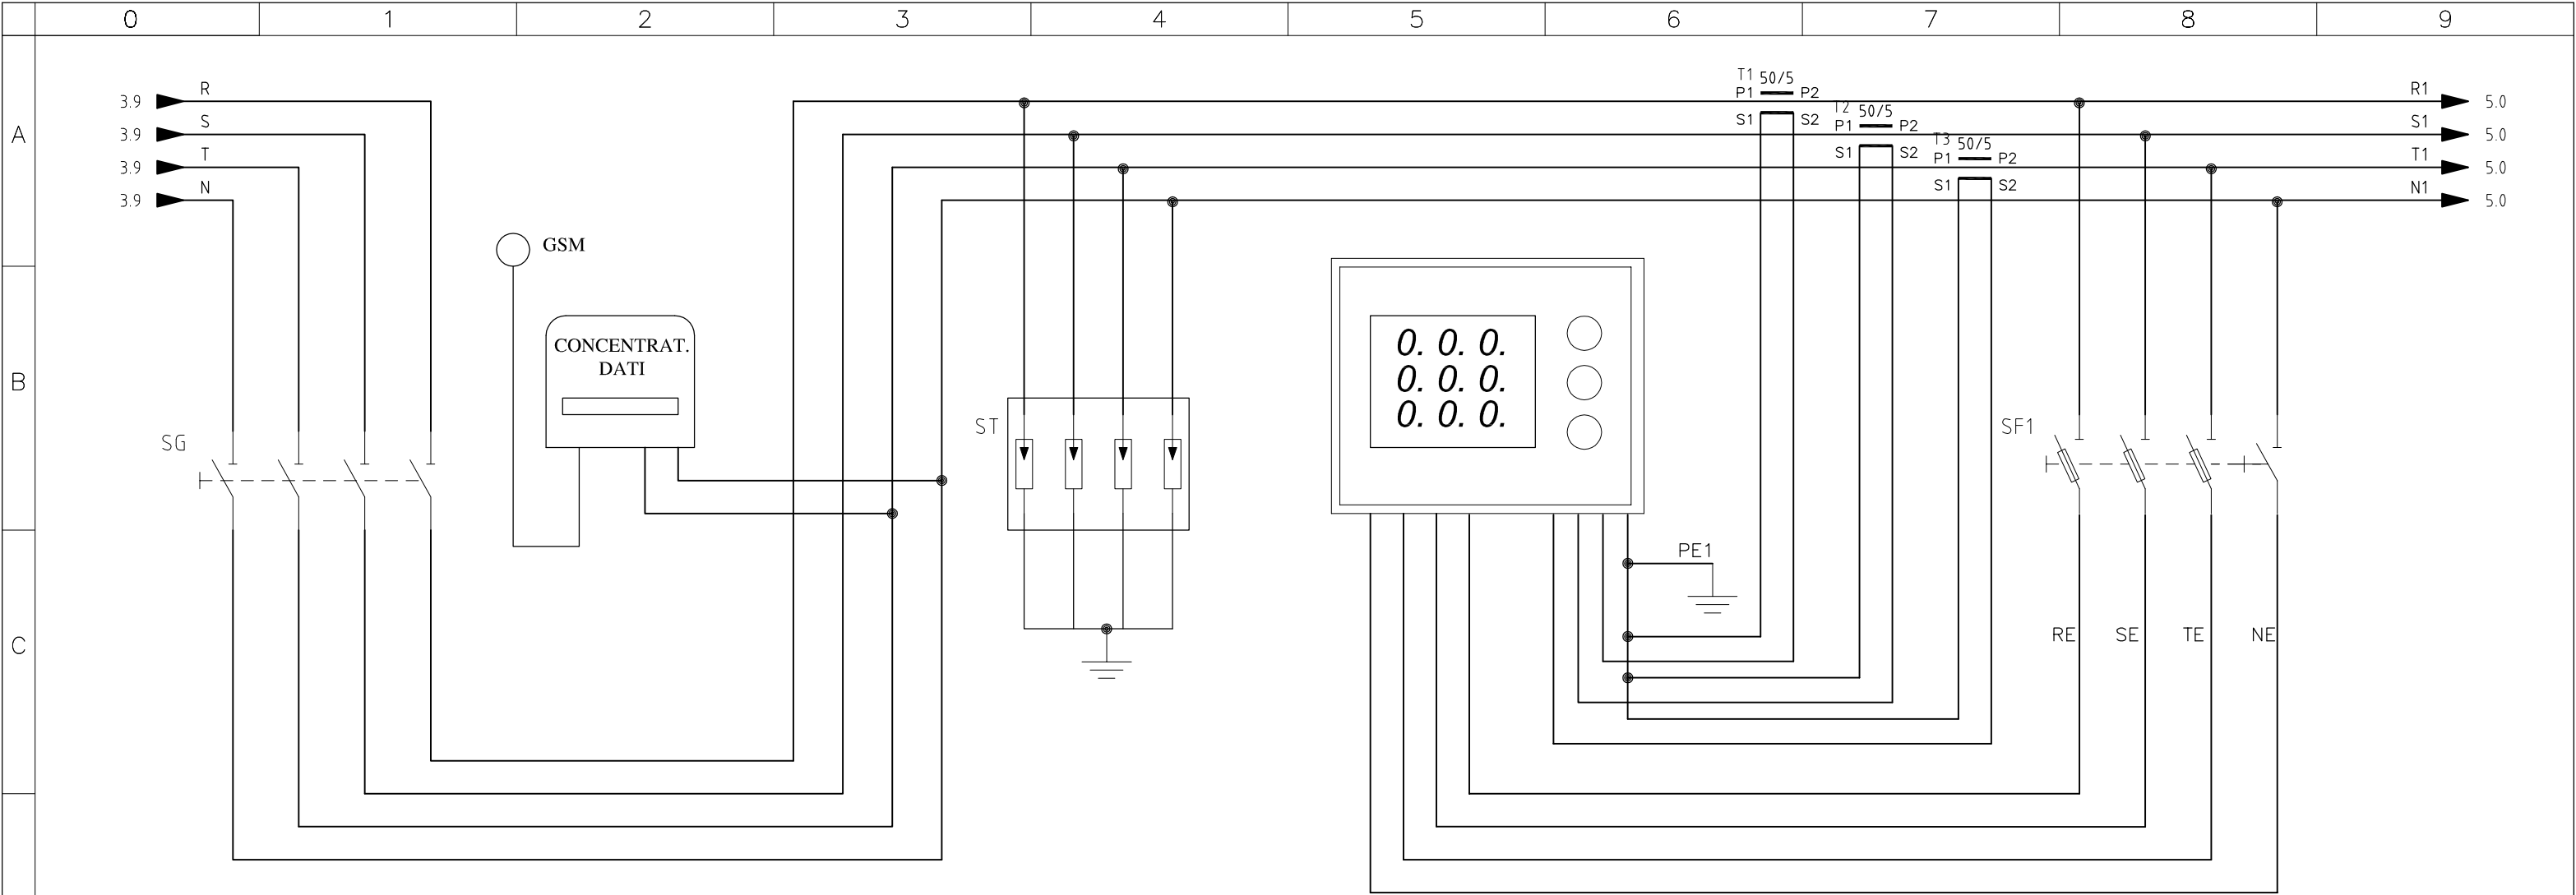 0 1 2 3 4 5 6 7 8 9
A
B
C
3.9 R
3.9 S
3.9 T
3.9 N
T1 50/5
P1 P2
S1 S2
T2 50/5
P1 P2
S1 S2
T3 50/5
P1 P2
S1 S2
R1 5.0
S1 5.0
T1 5.0
N1 5.0
GSM
CONCENTRAT.
DATI
0. 0. 0.
0. 0. 0.
0. 0. 0.
SG
ST
SF1
PE1
RE SE TE NE